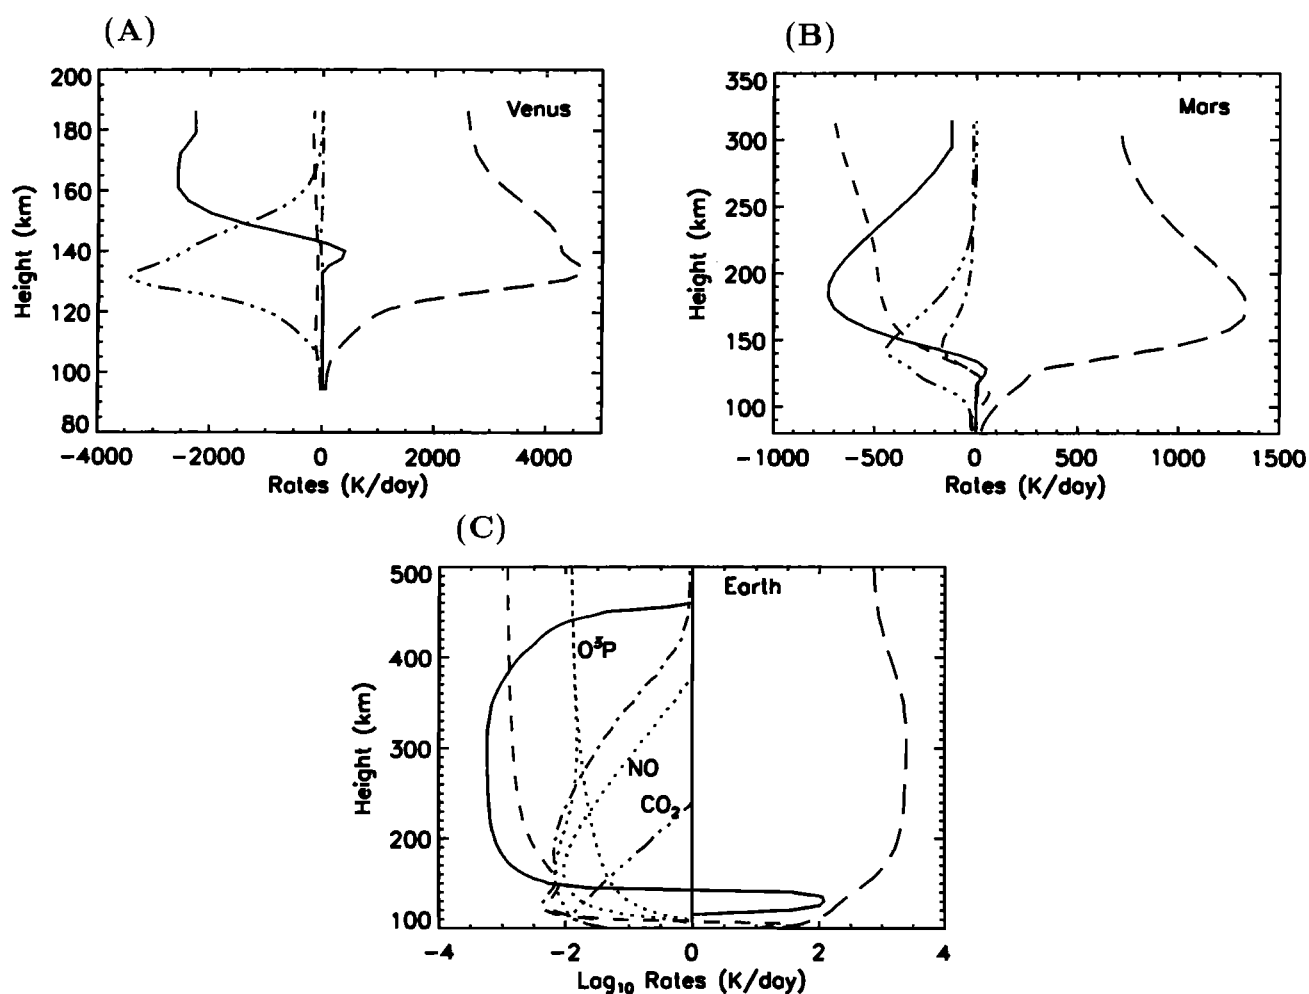 (A)
Venus
200
180
160
140
120
100
80
Height (km)
-4000 -2000 0 2000 4000
Rates (K/day)
(B)
Mars
350
300
250
200
150
100
Height (km)
-1000 -500 0 500 1000 1500
Rates (K/day)
(C)
Earth
500
400
300
200
100
Height (km)
O³P
NO
CO₂
-4 -2 0 2 4
Lag₁₀ Rates (K/day)